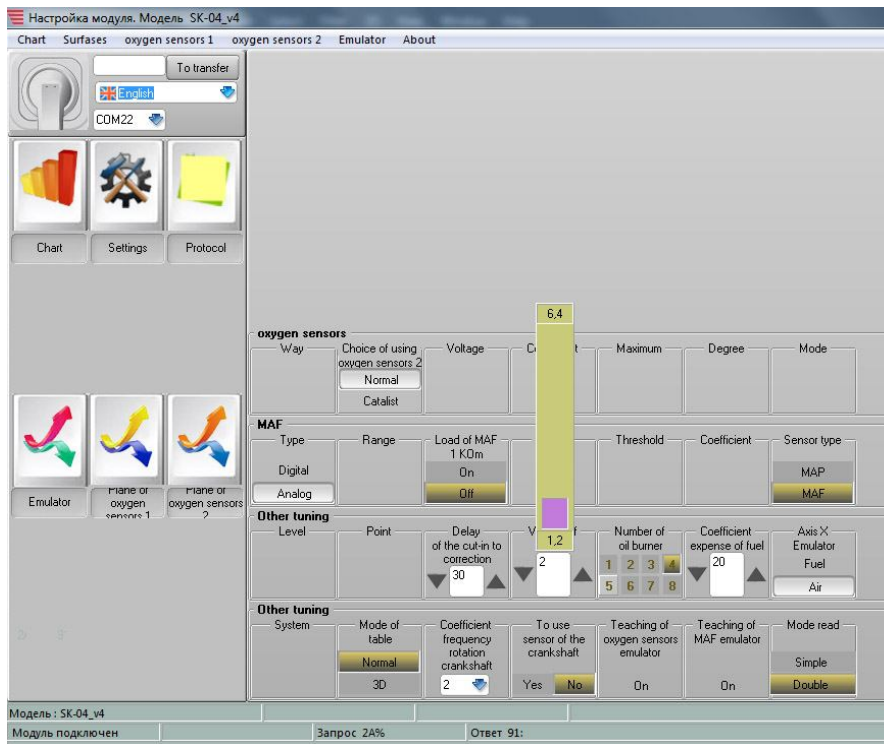 Настройка модуля. Модель SK-04_v4
Chart Surfases oxygen sensors 1 oxygen sensors 2 Emulator About
To transfer
English
COM22
Chart Settings Protocol
Emulator
Plane of oxygen sensors 1
Plane of oxygen sensors 2
6,4
1,2
oxygen sensors
Way
Choice of using
oxygen sensors 2
Normal
Catalist
Voltage
Maximum
Degree
Mode
MAF
Type
Digital
Analog
Range
Load of MAF
1 KOm
On
Off
Threshold
Coefficient
Sensor type
MAP
MAF
Other tuning
Level
Point
Delay
of the cut-in to
correction
30
2
Number of
oil burner
1 2 3 4
5 6 7 8
Coefficient
expense of fuel
20
Axis X
Emulator
Fuel
Air
Other tuning
System
Mode of
table
Normal
3D
Coefficient
frequency
rotation
crankshaft
2
To use
sensor of the
crankshaft
Yes No
Teaching of
oxygen sensors
emulator
On
Teaching of
MAF emulator
On
Mode read
Simple
Double
Модель : SK-04_v4
Модуль подключен Запрос 2A% Ответ 91: